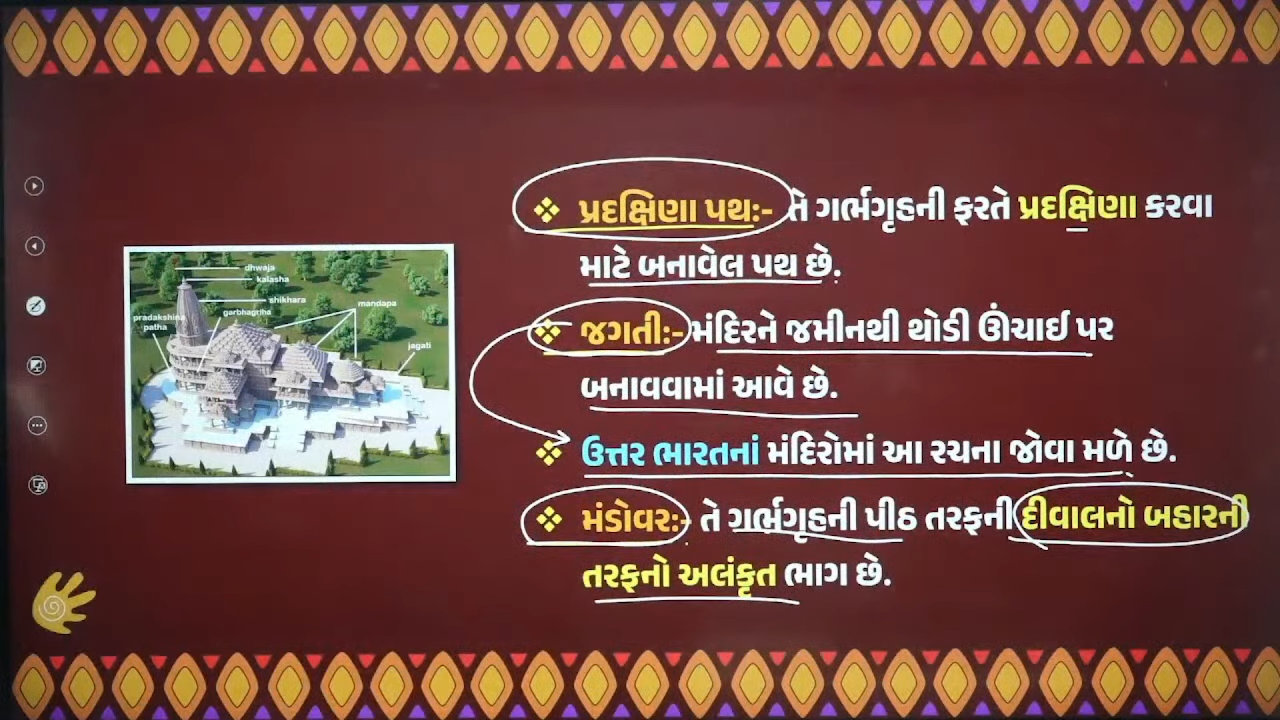 dhwaja
kalasha
shikhara
mandapa
garbhagriha
pradakshina
patha
jagati
❖ પ્રદક્ષિણા પથ:- તે ગર્ભગૃહની ફરતે પ્રદક્ષિણા કરવા
માટે બનાવેલ પથ છે.
❖ જગતી:- મંદિરને જમીનથી થોડી ઊંચાઈ પર
બનાવવામાં આવે છે.
❖ ઉત્તર ભારતનાં મંદિરોમાં આ રચના જોવા મળે છે.
❖ મંડોવર:- તે ગર્ભગૃહની પીઠ તરફની દીવાલનો બહારની
તરફનો અલંકૃત ભાગ છે.